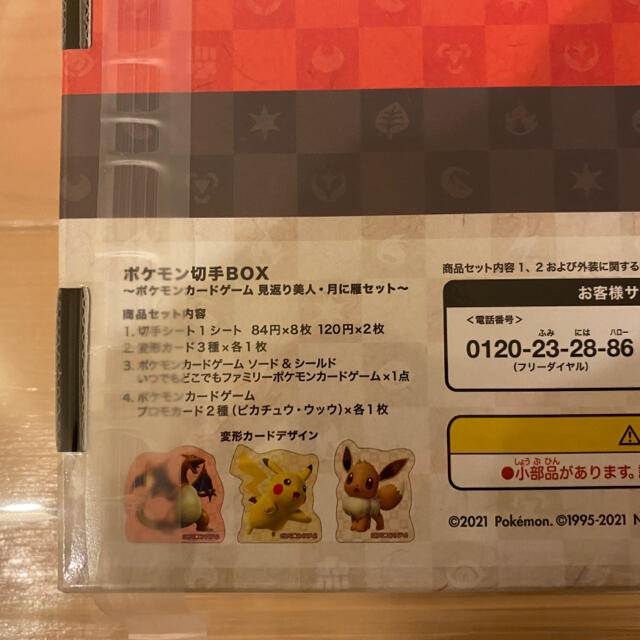 ポケモン切手BOX
〜ポケモンカードゲーム 見返り美人・月に雁セット〜
商品セット内容
1. 切手シート1シート 84円×8枚 120円×2枚
2. 変形カード3種×各1枚
3. ポケモンカードゲーム ソード&シールド
いつでもどこでもファミリーポケモンカードゲーム×1点
4. ポケモンカードゲーム
プロモカード2種(ピカチュウ・ウッウ)×各1枚
変形カードデザイン
商品セット内容 1、2 および外装に関する
お客様サ
<電話番号>
ふみ には ハロー
0120-23-28-86
(フリーダイヤル)
しょうぶひん
●小部品があります。
©2021 Pokémon. ©1995-2021 N